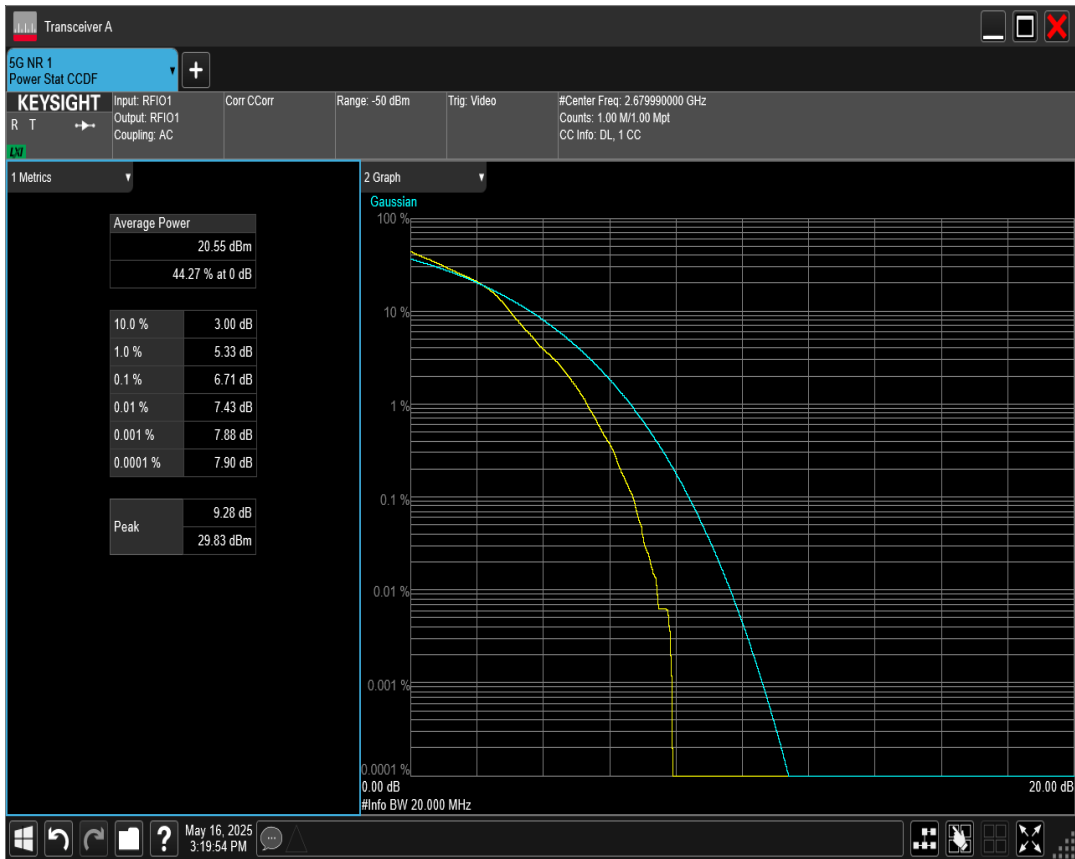 Transceiver A
5G NR 1
Power Stat CCDF
+
KEYSIGHT
R T
LXI
Input: RFIO1
Output: RFIO1
Coupling: AC
Corr CCorr
Range: -50 dBm
Trig: Video
#Center Freq: 2.679990000 GHz
Counts: 1.00 M/1.00 Mpt
CC Info: DL, 1 CC
1 Metrics
Average Power
20.55 dBm
44.27 % at 0 dB
10.0 % 3.00 dB
1.0 % 5.33 dB
0.1 % 6.71 dB
0.01 % 7.43 dB
0.001 % 7.88 dB
0.0001 % 7.90 dB
Peak
9.28 dB
29.83 dBm
2 Graph
Gaussian
100 %
10 %
1 %
0.1 %
0.01 %
0.001 %
0.0001 %
0.00 dB 20.00 dB
#Info BW 20.000 MHz
?
May 16, 2025
3:19:54 PM